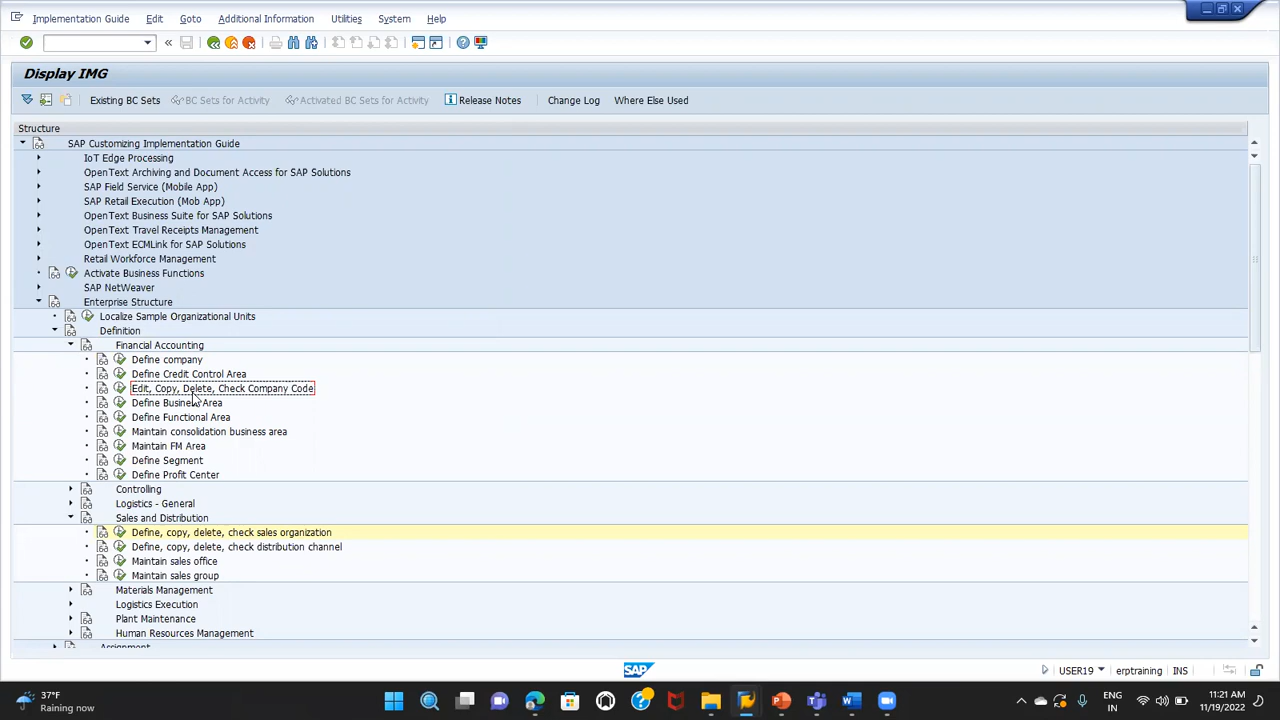 Implementation Guide Edit Goto Additional Information Utilities System Help
Display IMG
Existing BC Sets BC Sets for Activity Activated BC Sets for Activity Release Notes Change Log Where Else Used
Structure
SAP Customizing Implementation Guide
IoT Edge Processing
OpenText Archiving and Document Access for SAP Solutions
SAP Field Service (Mobile App)
SAP Retail Execution (Mob App)
OpenText Business Suite for SAP Solutions
OpenText Travel Receipts Management
OpenText ECMLink for SAP Solutions
Retail Workforce Management
Activate Business Functions
SAP NetWeaver
Enterprise Structure
Localize Sample Organizational Units
Definition
Financial Accounting
Define company
Define Credit Control Area
Edit, Copy, Delete, Check Company Code
Define Business Area
Define Functional Area
Maintain consolidation business area
Maintain FM Area
Define Segment
Define Profit Center
Controlling
Logistics - General
Sales and Distribution
Define, copy, delete, check sales organization
Define, copy, delete, check distribution channel
Maintain sales office
Maintain sales group
Materials Management
Logistics Execution
Plant Maintenance
Human Resources Management
Assignment
SAP USER19 erptraining INS
37°F
Raining now
ENG
IN
11:21 AM
11/19/2022